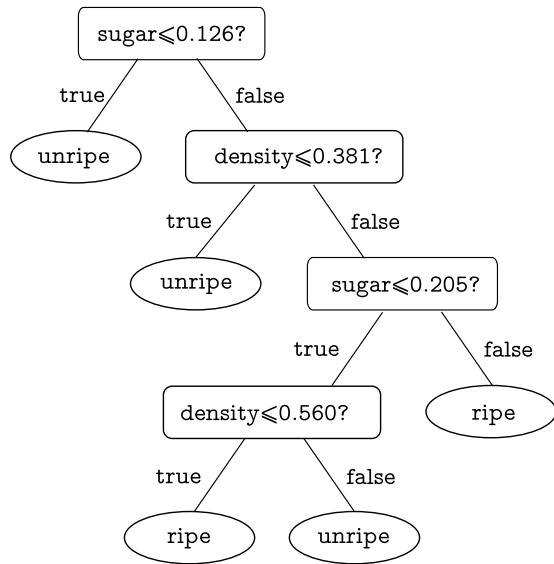 sugar⩽0.126?
true
false
unripe
density⩽0.381?
true
false
unripe
sugar⩽0.205?
true
false
density⩽0.560?
ripe
true
false
ripe
unripe